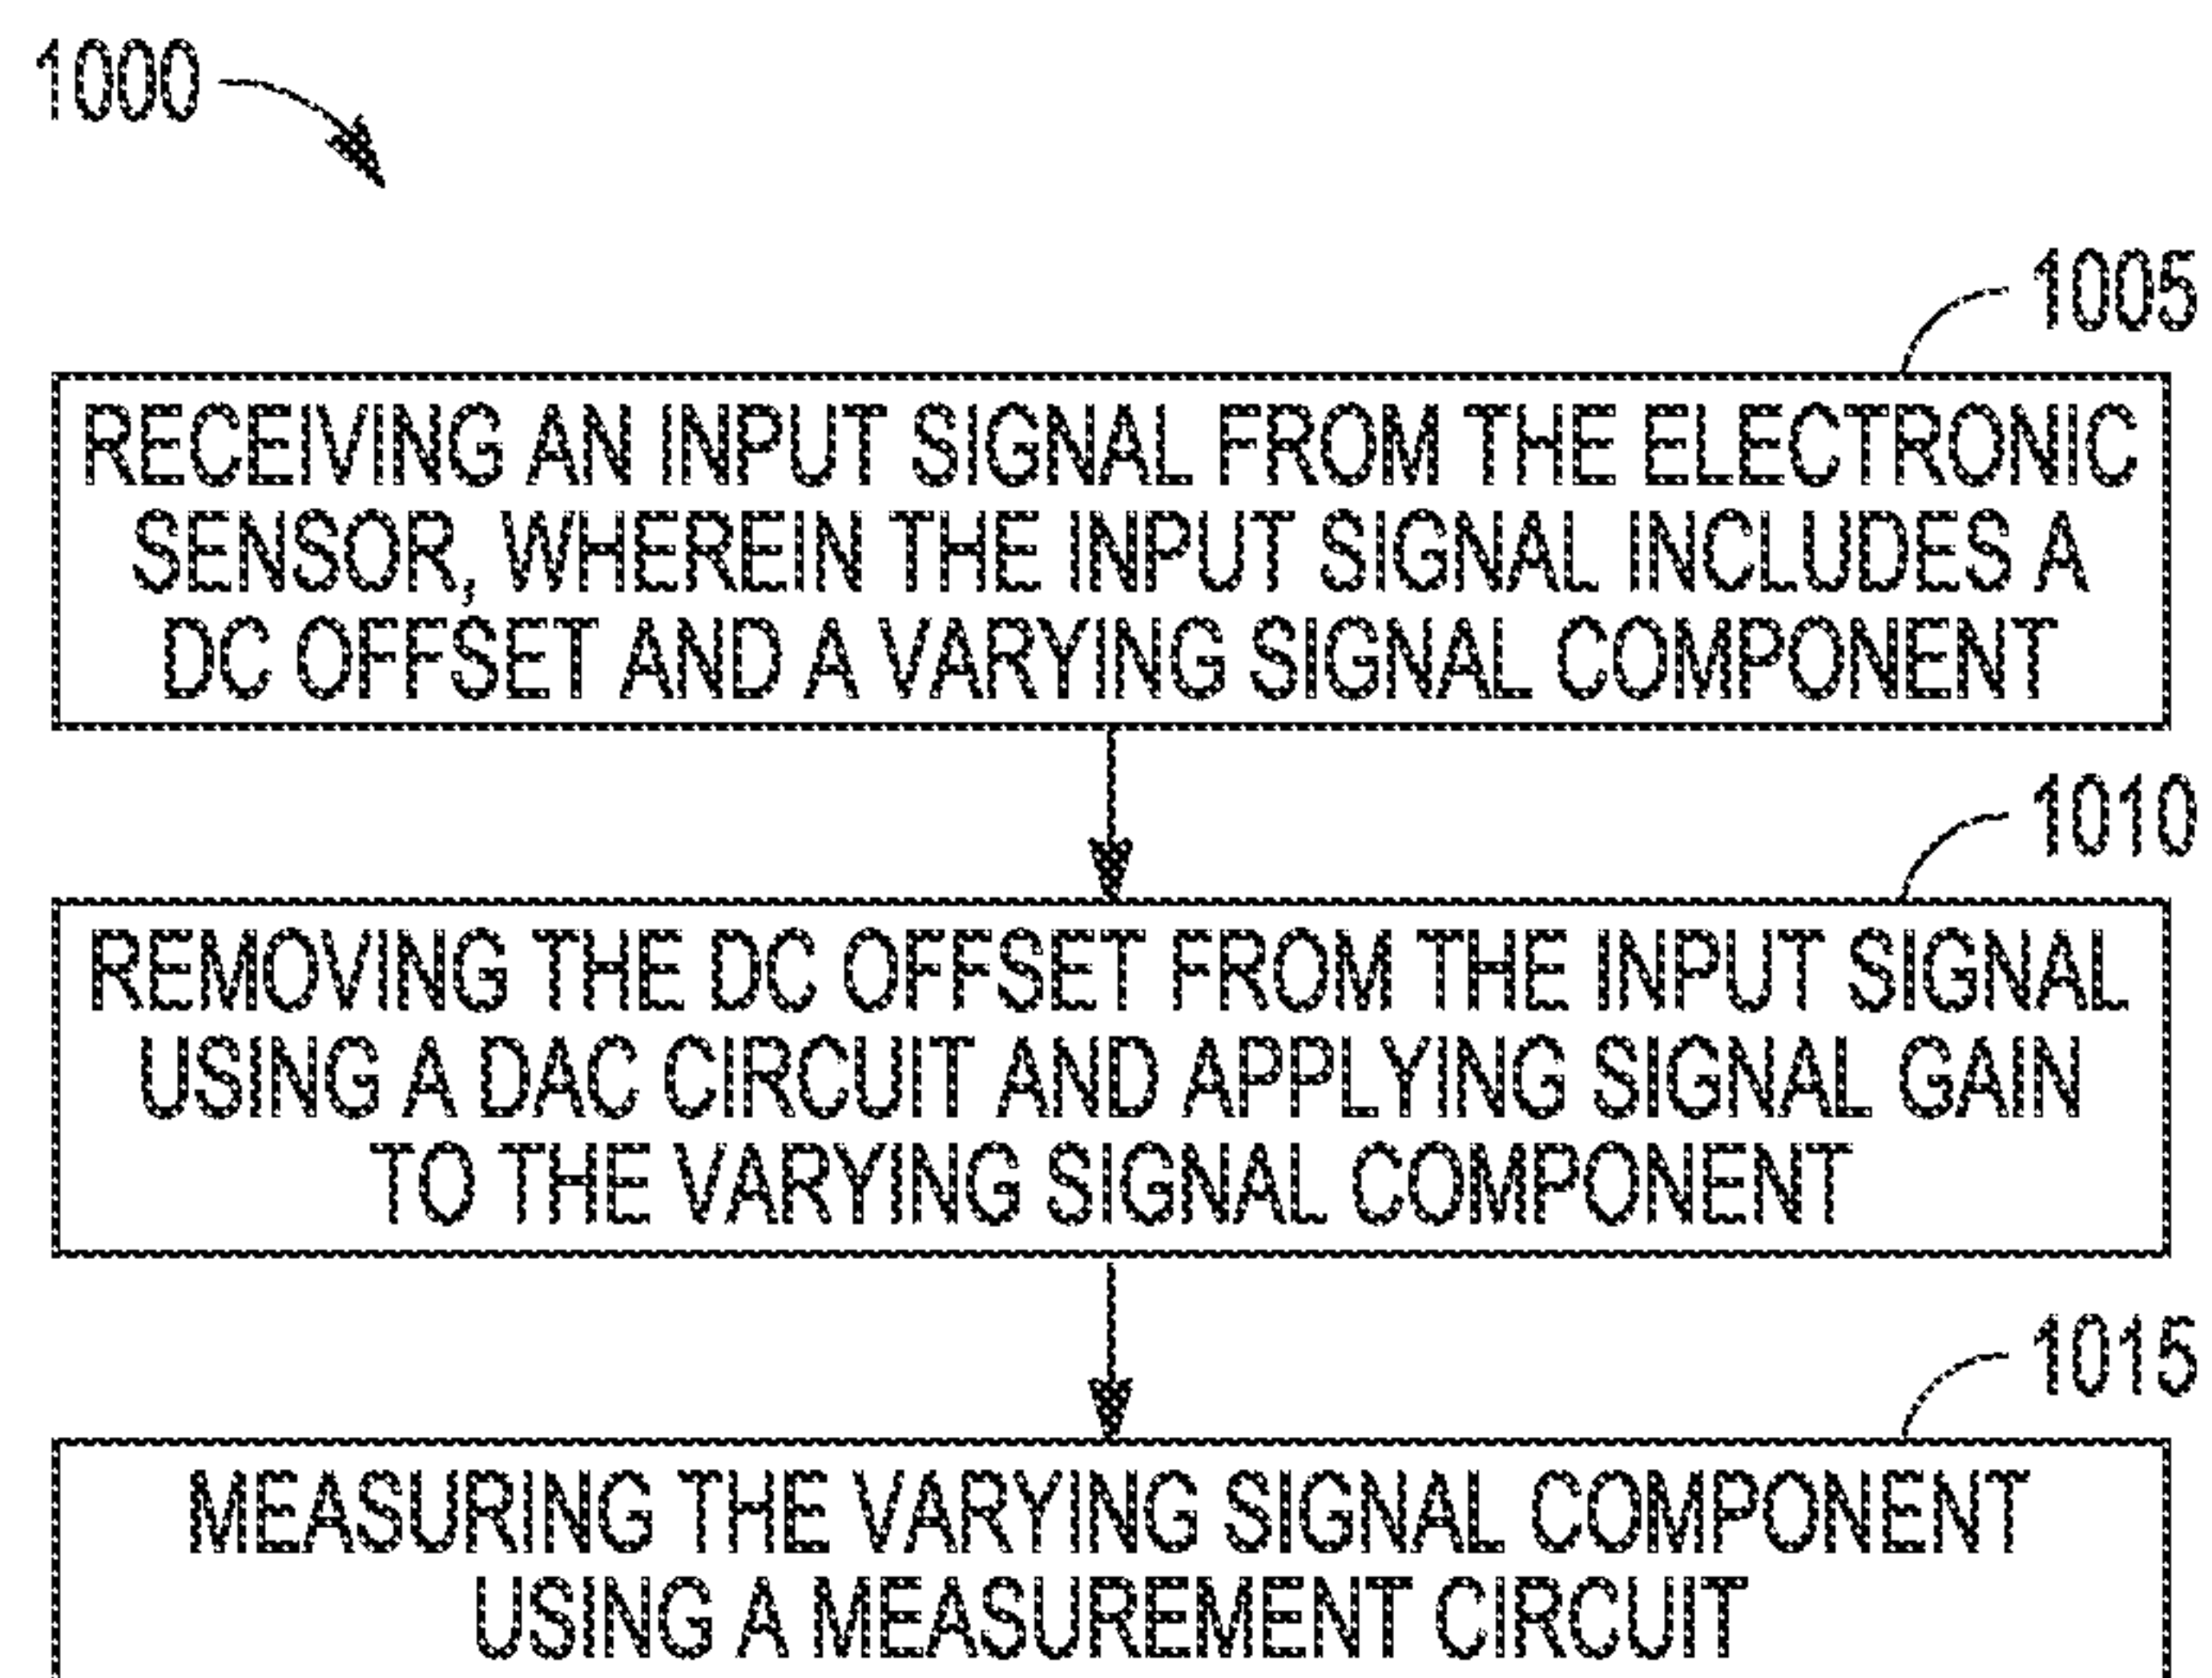 1000
1005
RECEIVING AN INPUT SIGNAL FROM THE ELECTRONIC
SENSOR, WHEREIN THE INPUT SIGNAL INCLUDES A
DC OFFSET AND A VARYING SIGNAL COMPONENT
1010
REMOVING THE DC OFFSET FROM THE INPUT SIGNAL
USING A DAC CIRCUIT AND APPLYING SIGNAL GAIN
TO THE VARYING SIGNAL COMPONENT
1015
MEASURING THE VARYING SIGNAL COMPONENT
USING A MEASUREMENT CIRCUIT